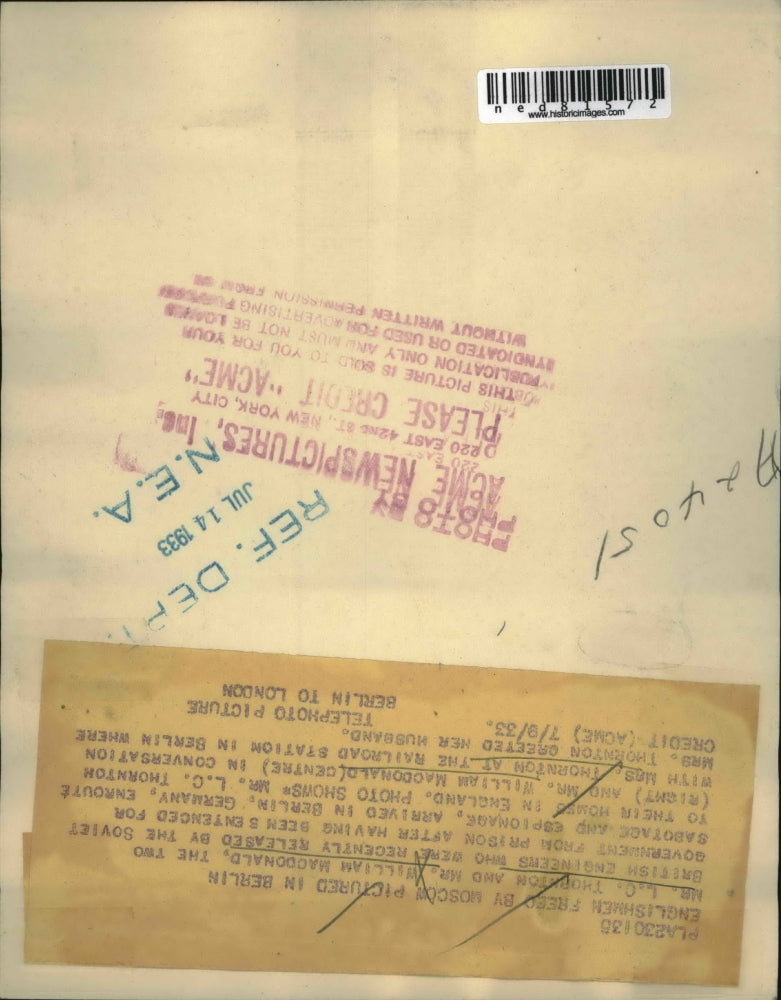 ned81572
www.historicimages.com
PLA230135
ENGLISHMEN FREED BY MOSCOW PICTURED IN BERLIN
MR. L.C. THORNTON AND MR. WILLIAM MACDONALD, THE TWO
BRITISH ENGINEERS WHO WERE RECENTLY RELEASED BY THE SOVIET
GOVERNMENT FROM PRISON AFTER HAVING BEEN SENTENCED FOR
SABOTAGE AND ESPIONAGE, ARRIVED IN BERLIN, GERMANY, ENROUTE
TO THEIR HOMES IN ENGLAND. PHOTO SHOWS MR. L.C. THORNTON
(RIGHT) AND MR. WILLIAM MACDONALD (CENTRE) IN CONVERSATION
WITH MRS. THORNTON AT THE RAILROAD STATION IN BERLIN WHERE
MRS. THORNTON GREETED HER HUSBAND.
CREDIT (ACME) 7/9/33.
TELEPHOTO PICTURE
BERLIN TO LONDON
REF. DEPT.
JUL 14 1933
N.E.A.
PHOTO BY
ACME NEWSPICTURES, Inc.
220 EAST 42ND ST., NEW YORK, CITY
PLEASE CREDIT "ACME"
THIS PICTURE IS SOLD TO YOU FOR YOUR
PUBLICATION ONLY AND MUST NOT BE LOANED
SYNDICATED OR USED FOR ADVERTISING PURPOSES
WITHOUT WRITTEN PERMISSION FROM US